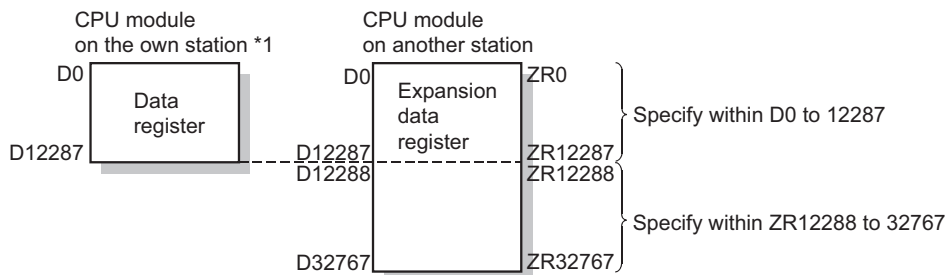 CPU module
on the own station *1
CPU module
on another station
D0
Data
register
D12287
D0
Expansion
data
register
D12287
D12288
D32767
ZR0
ZR12287
ZR12288
ZR32767
Specify within D0 to 12287
Specify within ZR12288 to 32767